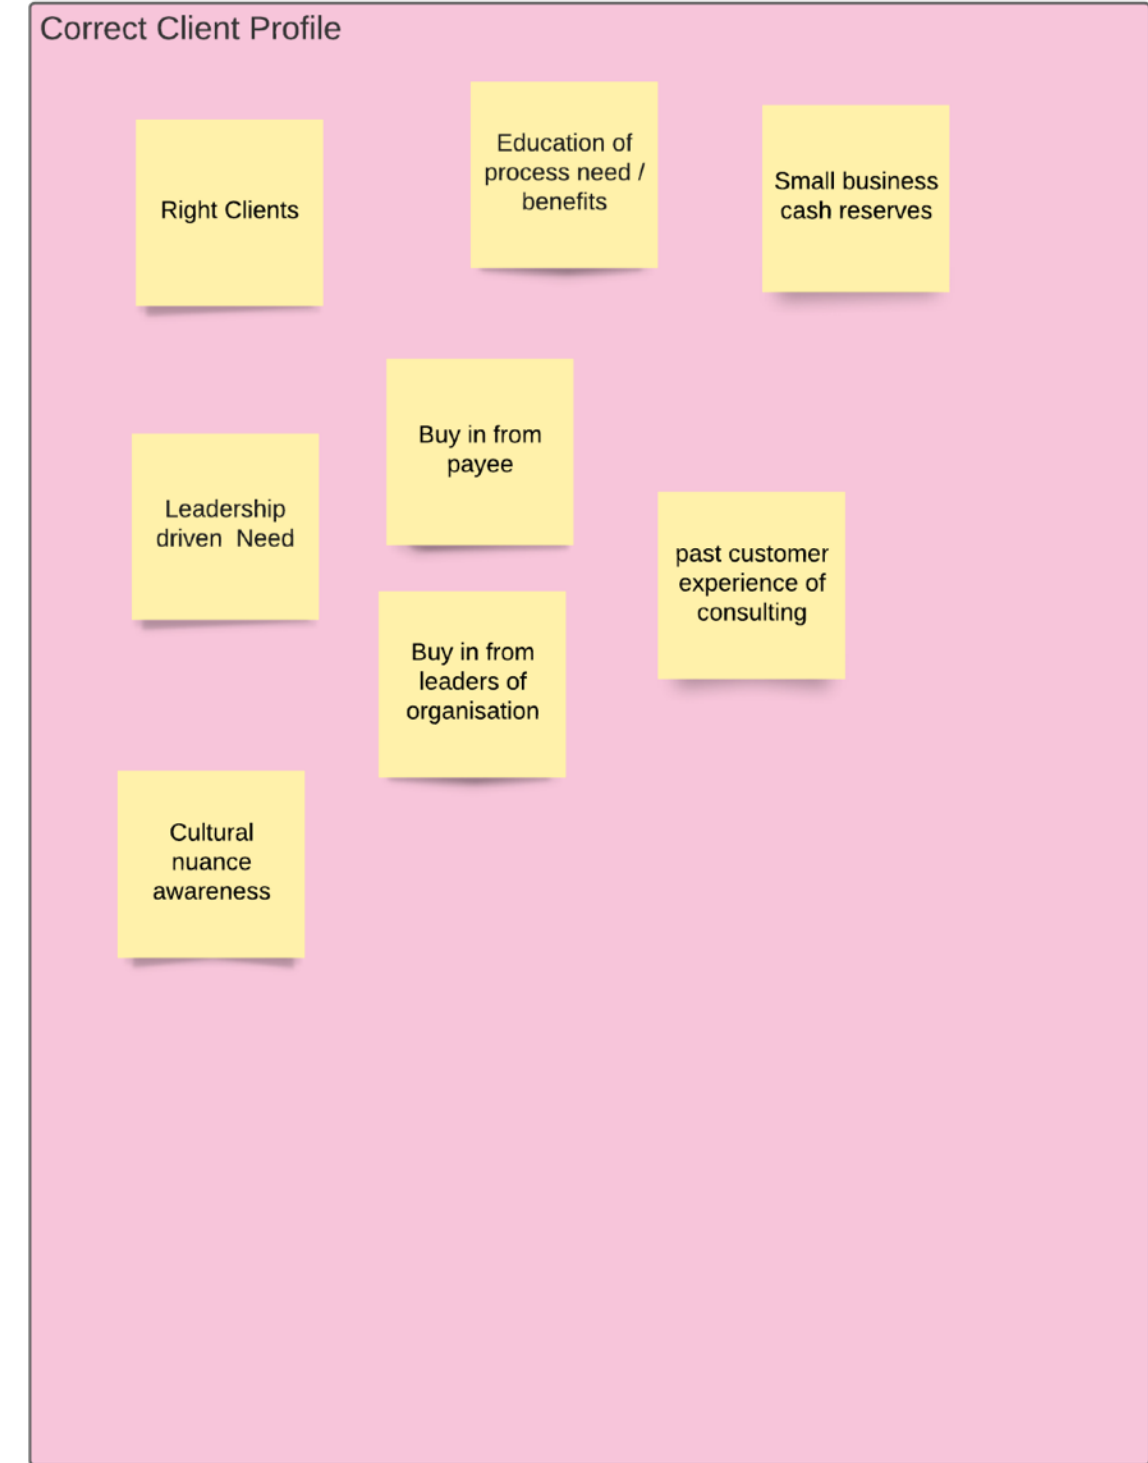 Correct Client Profile
Right Clients
Education of
process need /
benefits
Small business
cash reserves
Leadership
driven  Need
Buy in from
payee
past customer
experience of
consulting
Buy in from
leaders of
organisation
Cultural
nuance
awareness